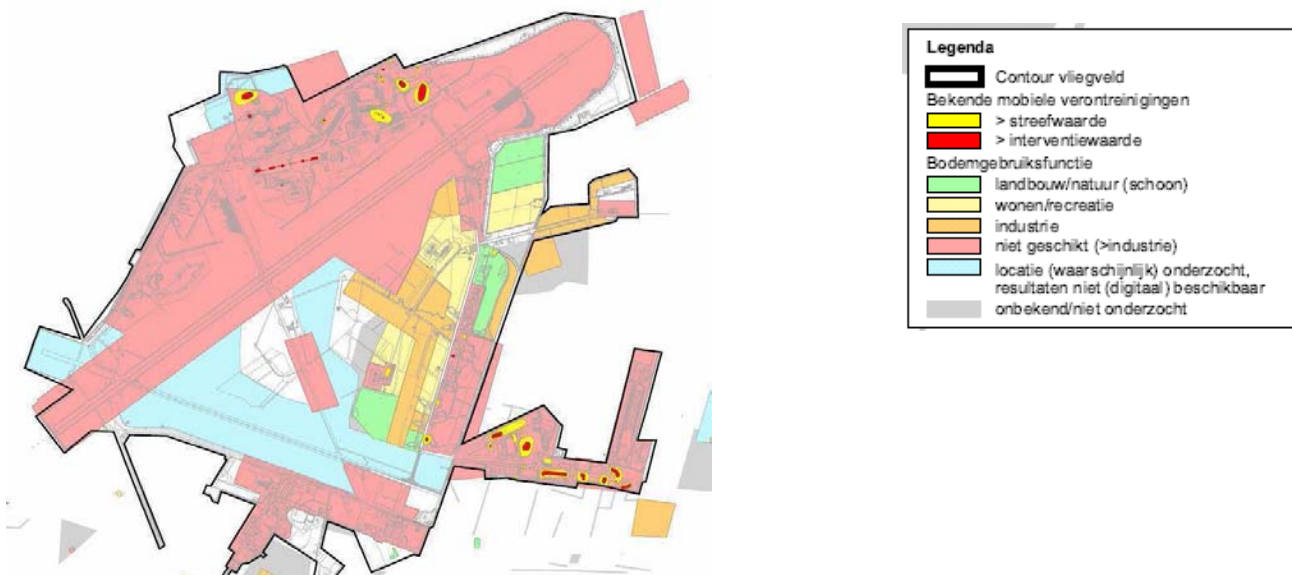 Legenda
Contour vliegveld
Bekende mobiele verontreinigingen
> streefwaarde
> interventiewaarde
Bodemgebruiksfunctie
landbouw/natuur (schoon)
wonen/recreatie
industrie
niet geschikt (>industrie)
locatie (waarschijnlijk) onderzocht,
resultaten niet (digitaal) beschikbaar
onbekend/niet onderzocht